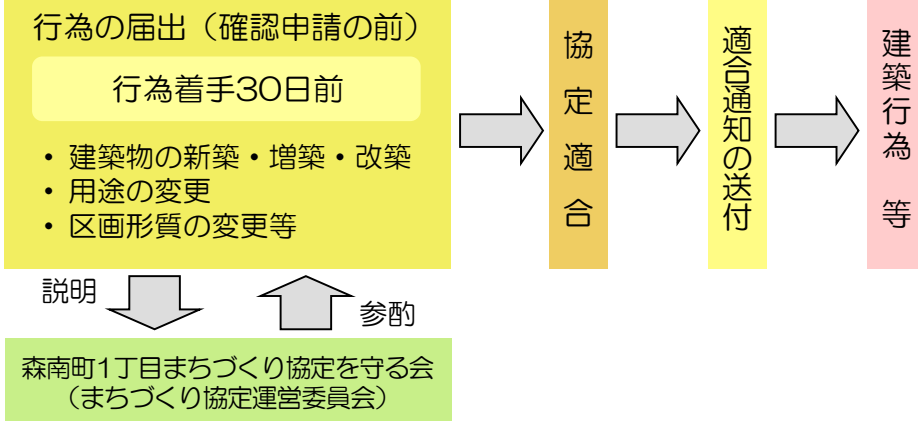 行為の届出（確認申請の前）
行為着手30日前
• 建築物の新築・増築・改築
• 用途の変更
• 区画形質の変更等
協定適合
適合通知の送付
建築行為 等
説明
参酌
森南町1丁目まちづくり協定を守る会
（まちづくり協定運営委員会）